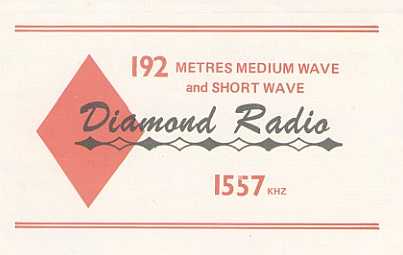 192 METRES MEDIUM WAVE
and SHORT WAVE
Diamond Radio
1557 KHZ